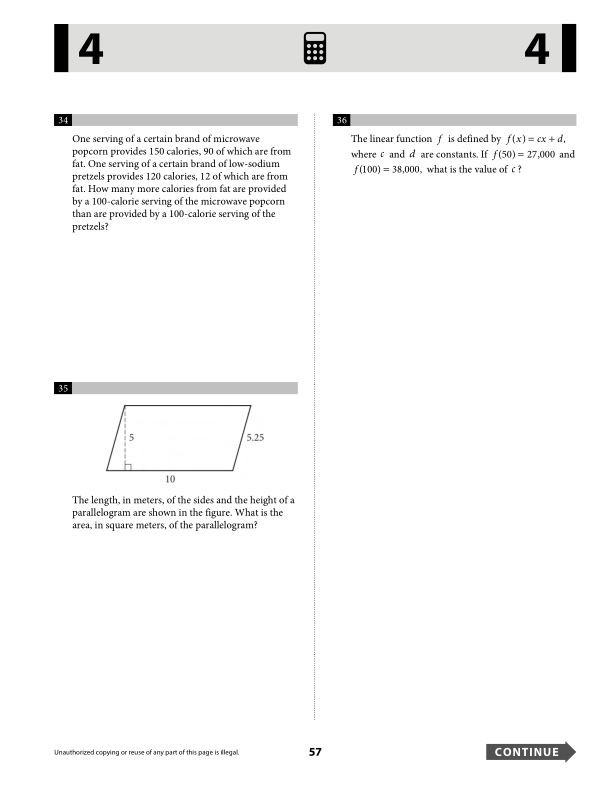 4
4
34
One serving of a certain brand of microwave
popcorn provides 150 calories, 90 of which are from
fat. One serving of a certain brand of low-sodium
pretzels provides 120 calories, 12 of which are from
fat. How many more calories from fat are provided
by a 100-calorie serving of the microwave popcorn
than are provided by a 100-calorie serving of the
pretzels?
35
5
5.25
10
The length, in meters, of the sides and the height of a
parallelogram are shown in the figure. What is the
area, in square meters, of the parallelogram?
36
The linear function f is defined by f(x) = cx + d,
where c and d are constants. If f(50) = 27,000 and
f(100) = 38,000, what is the value of c?
Unauthorized copying or reuse of any part of this page is illegal.
57
CONTINUE